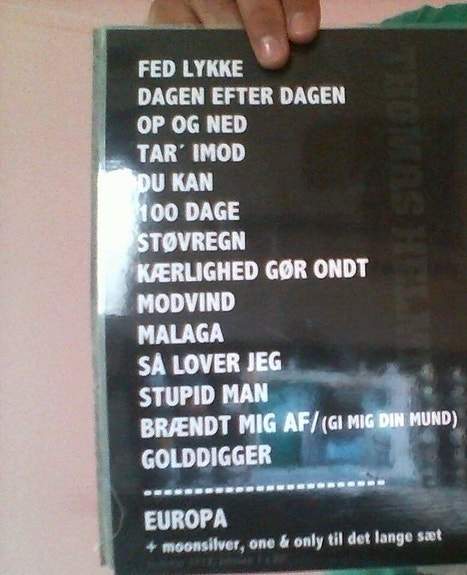 FED LYKKE
DAGEN EFTER DAGEN
OP OG NED
TAR´ IMOD
DU KAN
100 DAGE
STØVREGN
KÆRLIGHED GØR ONDT
MODVIND
MALAGA
SÅ LOVER JEG
STUPID MAN
BRÆNDT MIG AF/(GI MIG DIN MUND)
GOLDDIGGER
-------------------------
EUROPA
+ moonsilver, one & only til det lange sæt